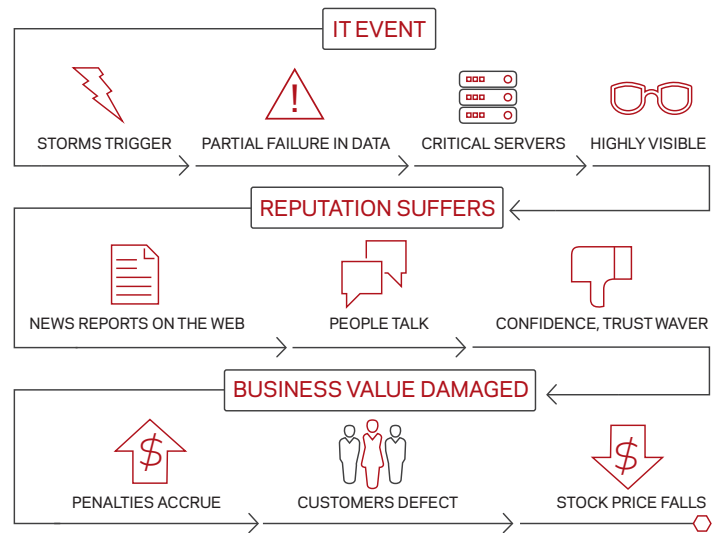 IT EVENT
STORMS TRIGGER
PARTIAL FAILURE IN DATA
CRITICAL SERVERS
HIGHLY VISIBLE
REPUTATION SUFFERS
NEWS REPORTS ON THE WEB
PEOPLE TALK
CONFIDENCE, TRUST WAVER
BUSINESS VALUE DAMAGED
$
$
PENALTIES ACCRUE
CUSTOMERS DEFECT
STOCK PRICE FALLS